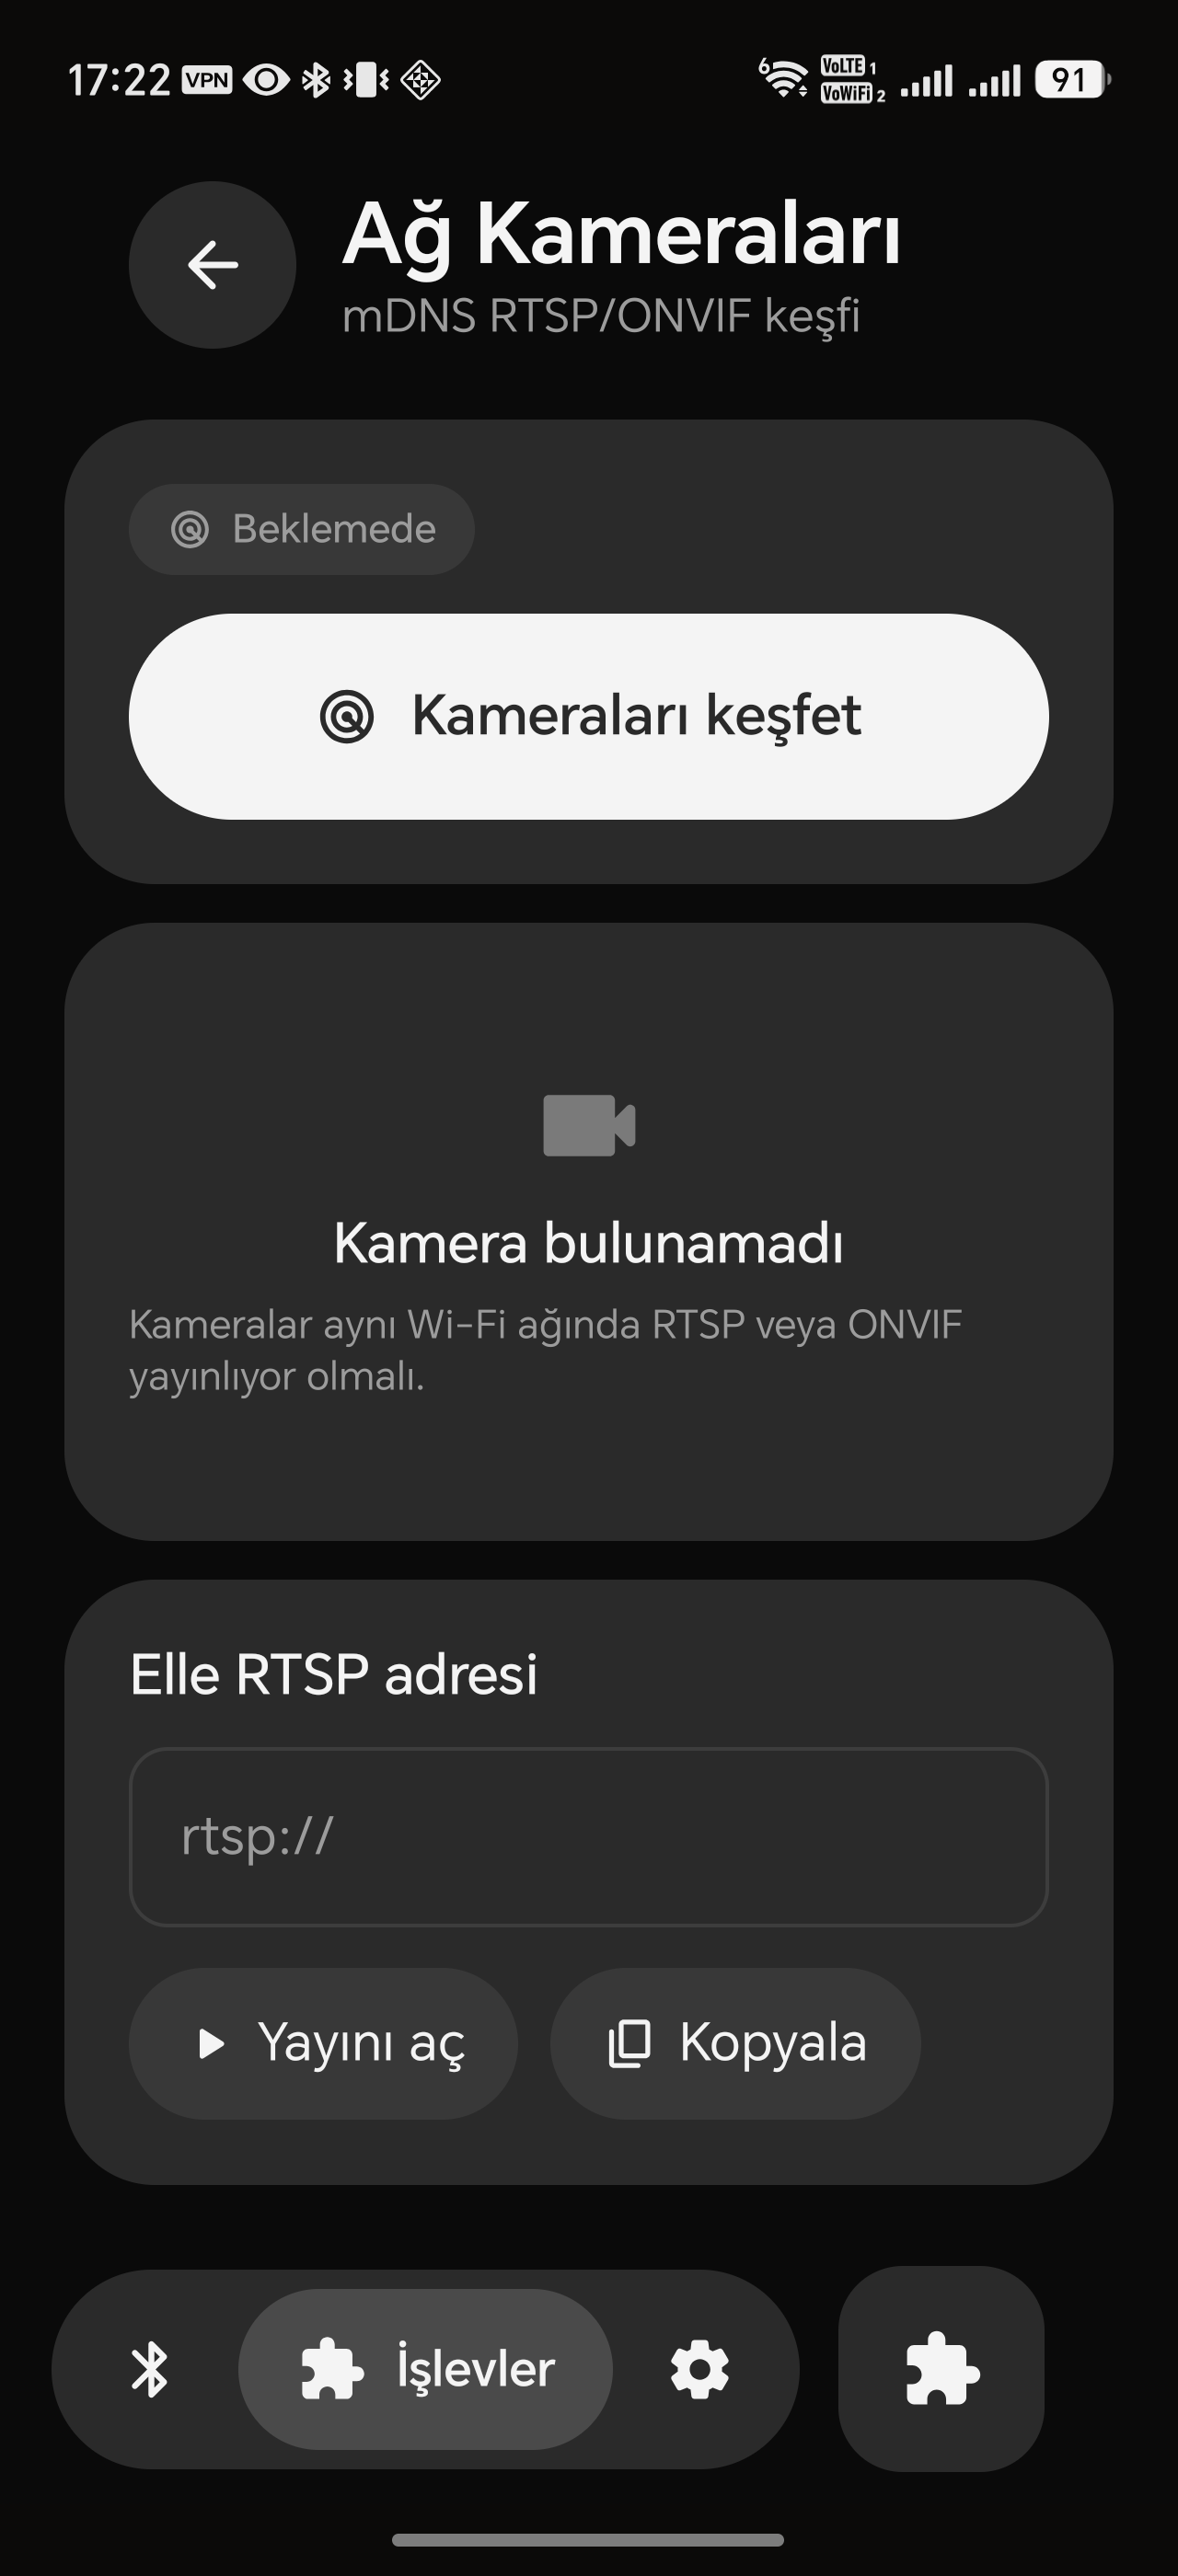 17:22 VPN 6 VoLTE 1 VoWiFi 2 91
Ağ Kameraları
mDNS RTSP/ONVIF keşfi
Beklemede
Kameraları keşfet
Kamera bulunamadı
Kameralar aynı Wi-Fi ağında RTSP veya ONVIF
yayınlıyor olmalı.
Elle RTSP adresi
rtsp://
Yayını aç Kopyala
İşlevler